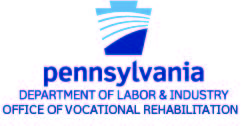 pennsylvania
DEPARTMENT OF LABOR & INDUSTRY
OFFICE OF VOCATIONAL REHABILITATION